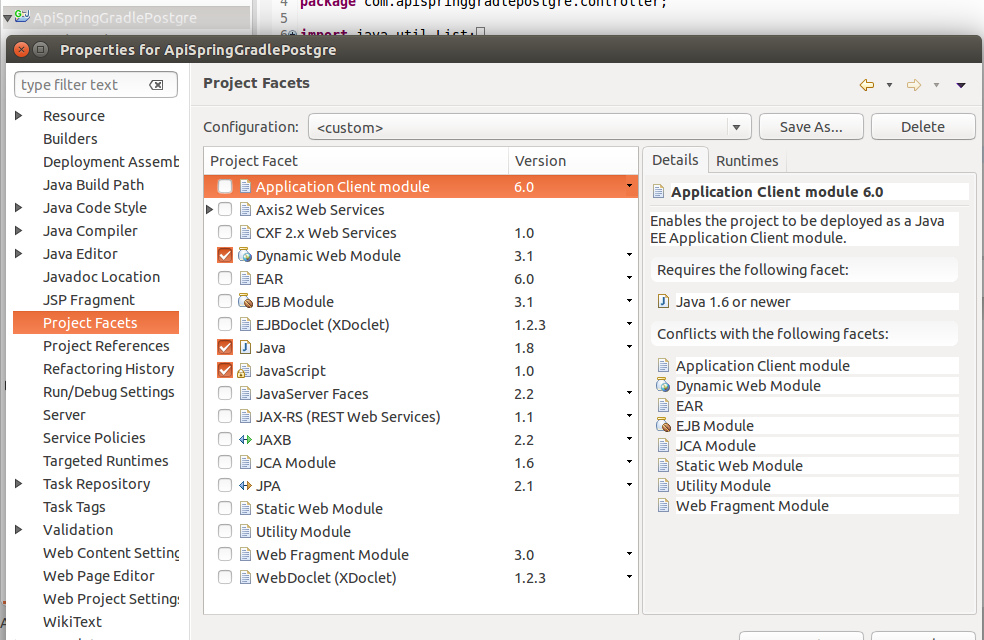 ApiSpringGradlePostgre
4 package com.apispringgradlepostgre.controller;
5
import java.util.List;
Properties for ApiSpringGradlePostgre
type filter text
Resource
Builders
Deployment Assemb
Java Build Path
Java Code Style
Java Compiler
Java Editor
Javadoc Location
JSP Fragment
Project Facets
Project References
Refactoring History
Run/Debug Settings
Server
Service Policies
Targeted Runtimes
Task Repository
Task Tags
Validation
Web Content Setting
Web Page Editor
Web Project Settings
WikiText
Project Facets
Configuration: <custom> Save As... Delete
Project Facet Version
Application Client module 6.0
Axis2 Web Services
CXF 2.x Web Services 1.0
Dynamic Web Module 3.1
EAR 6.0
EJB Module 3.1
EJBDoclet (XDoclet) 1.2.3
Java 1.8
JavaScript 1.0
JavaServer Faces 2.2
JAX-RS (REST Web Services) 1.1
JAXB 2.2
JCA Module 1.6
JPA 2.1
Static Web Module
Utility Module
Web Fragment Module 3.0
WebDoclet (XDoclet) 1.2.3
Details Runtimes
Application Client module 6.0
Enables the project to be deployed as a Java
EE Application Client module.
Requires the following facet:
Java 1.6 or newer
Conflicts with the following facets:
Application Client module
Dynamic Web Module
EAR
EJB Module
JCA Module
Static Web Module
Utility Module
Web Fragment Module